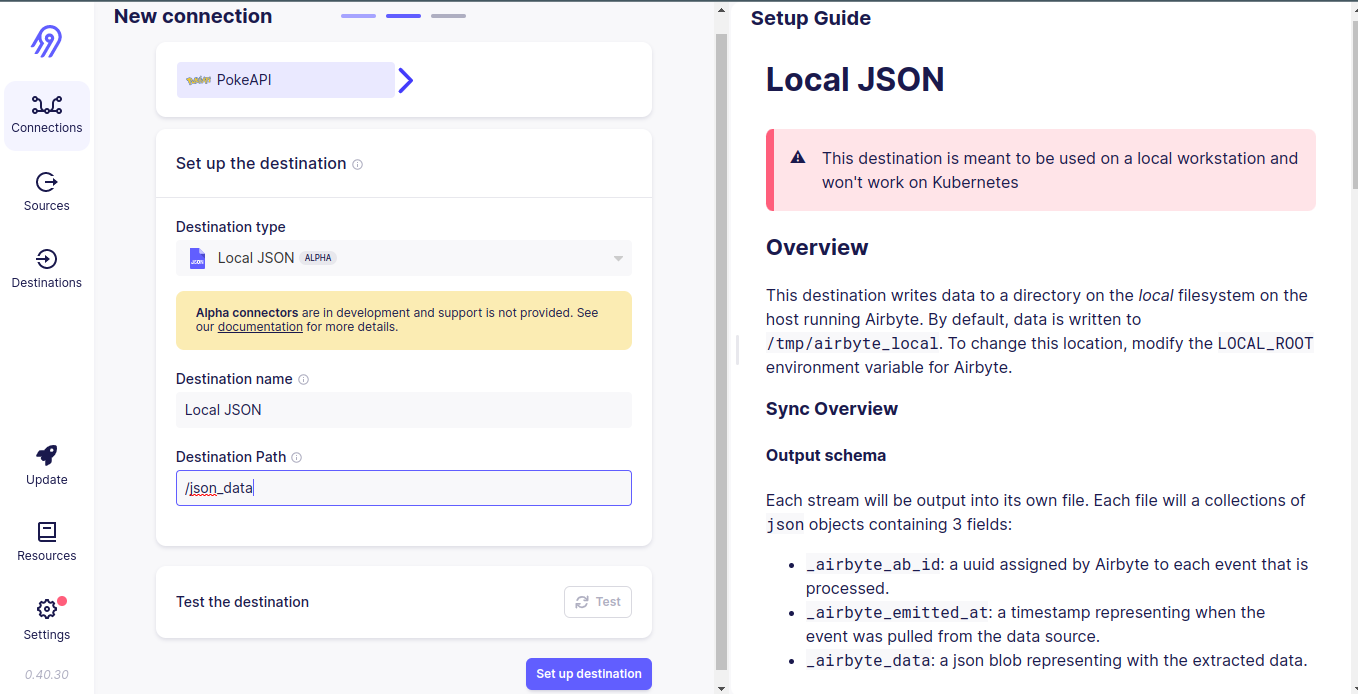 New connection
PokeAPI
Connections
Sources
Destinations
Update
Resources
Settings
0.40.30
Set up the destination
Destination type
Local JSON ALPHA
Alpha connectors are in development and support is not provided. See
our documentation for more details.
Destination name
Local JSON
Destination Path
/json_data
Test the destination
Test
Set up destination
Setup Guide
Local JSON
This destination is meant to be used on a local workstation and
won't work on Kubernetes
Overview
This destination writes data to a directory on the local filesystem on the
host running Airbyte. By default, data is written to
/tmp/airbyte_local. To change this location, modify the LOCAL_ROOT
environment variable for Airbyte.
Sync Overview
Output schema
Each stream will be output into its own file. Each file will a collections of
json objects containing 3 fields:
• _airbyte_ab_id: a uuid assigned by Airbyte to each event that is
processed.
• _airbyte_emitted_at: a timestamp representing when the
event was pulled from the data source.
• _airbyte_data: a json blob representing with the extracted data.